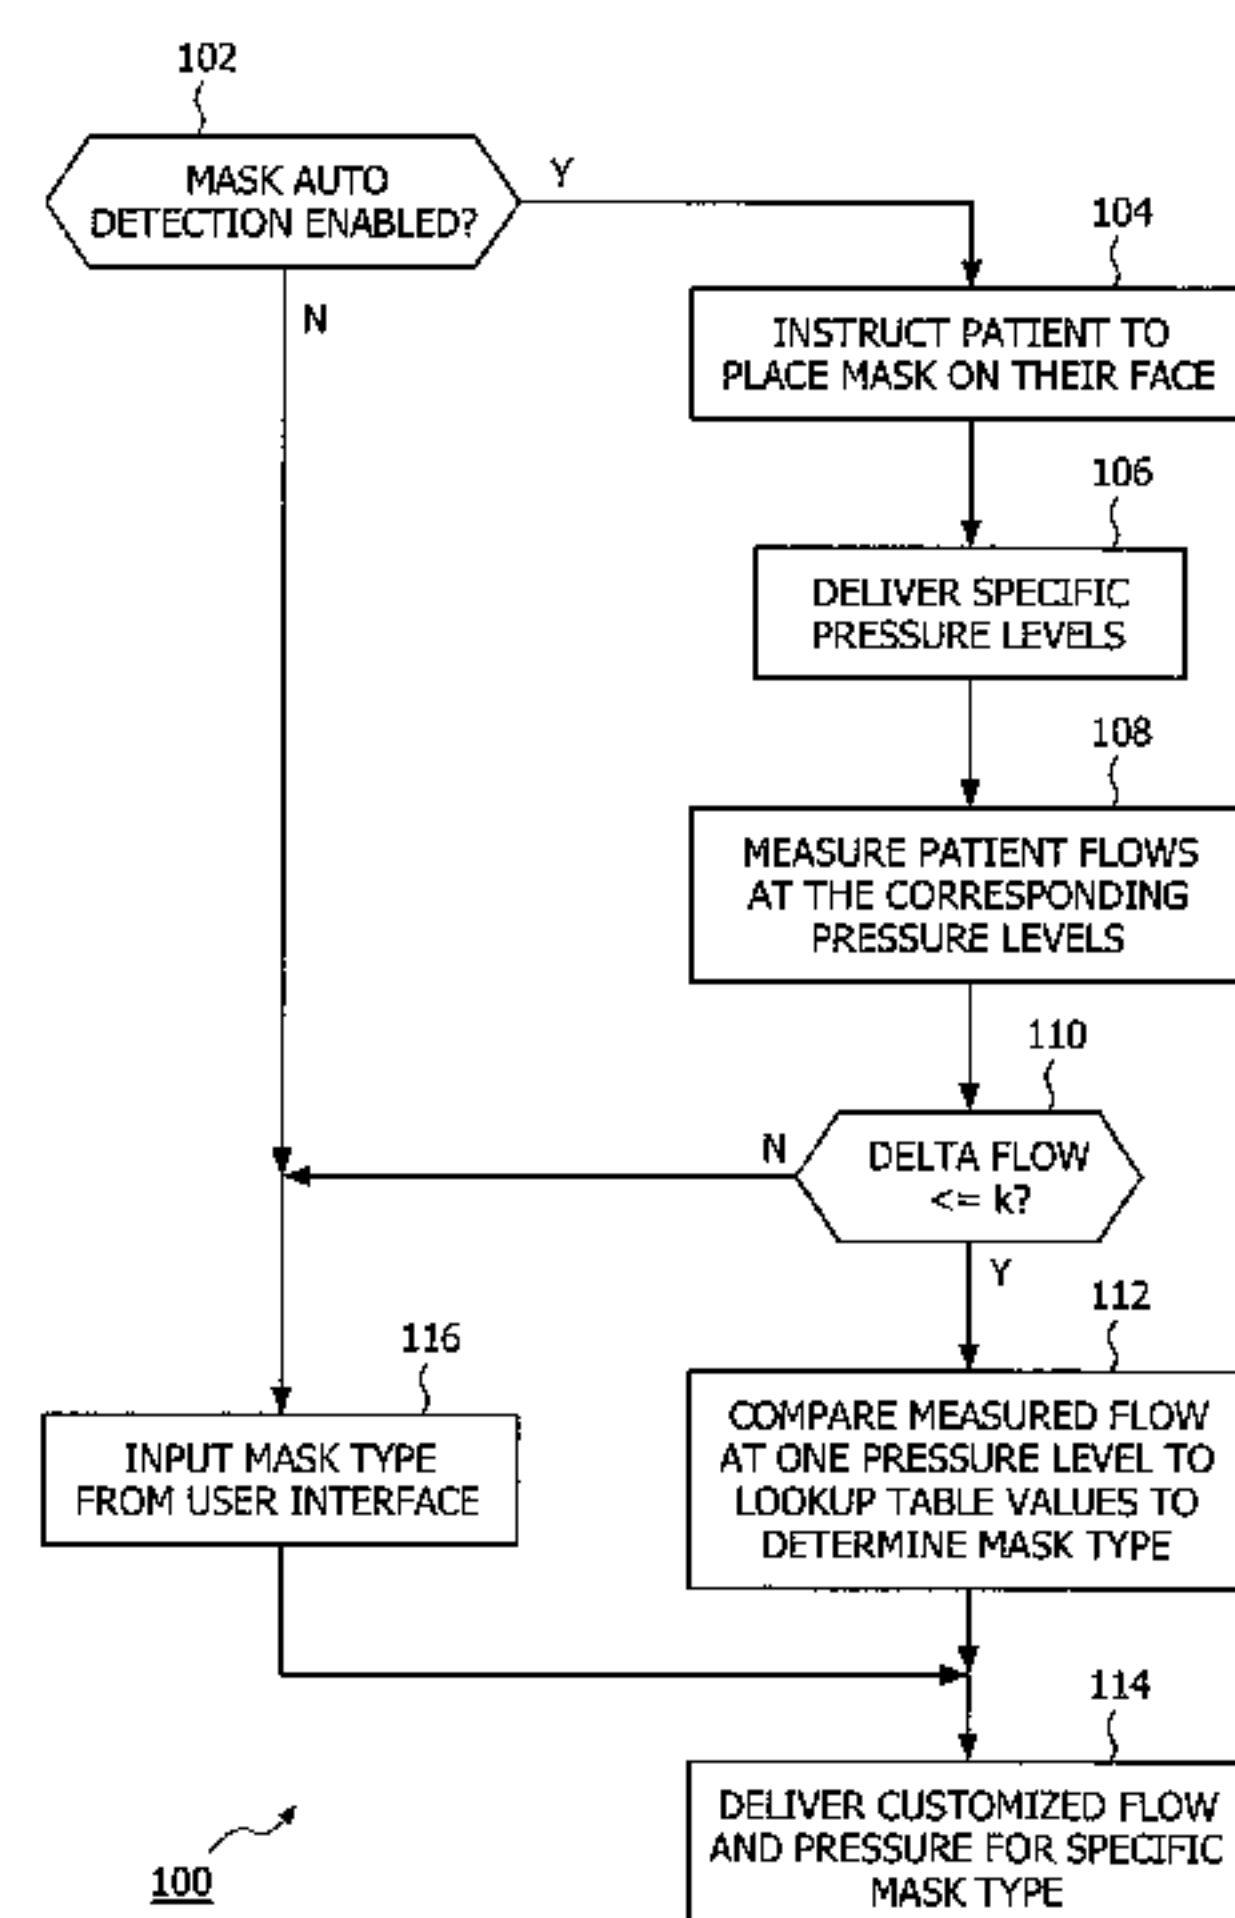 102
MASK AUTO
DETECTION ENABLED?
Y
N
104
INSTRUCT PATIENT TO
PLACE MASK ON THEIR FACE
106
DELIVER SPECIFIC
PRESSURE LEVELS
108
MEASURE PATIENT FLOWS
AT THE CORRESPONDING
PRESSURE LEVELS
110
DELTA FLOW
<= k?
N
Y
112
COMPARE MEASURED FLOW
AT ONE PRESSURE LEVEL TO
LOOKUP TABLE VALUES TO
DETERMINE MASK TYPE
116
INPUT MASK TYPE
FROM USER INTERFACE
114
DELIVER CUSTOMIZED FLOW
AND PRESSURE FOR SPECIFIC
MASK TYPE
100